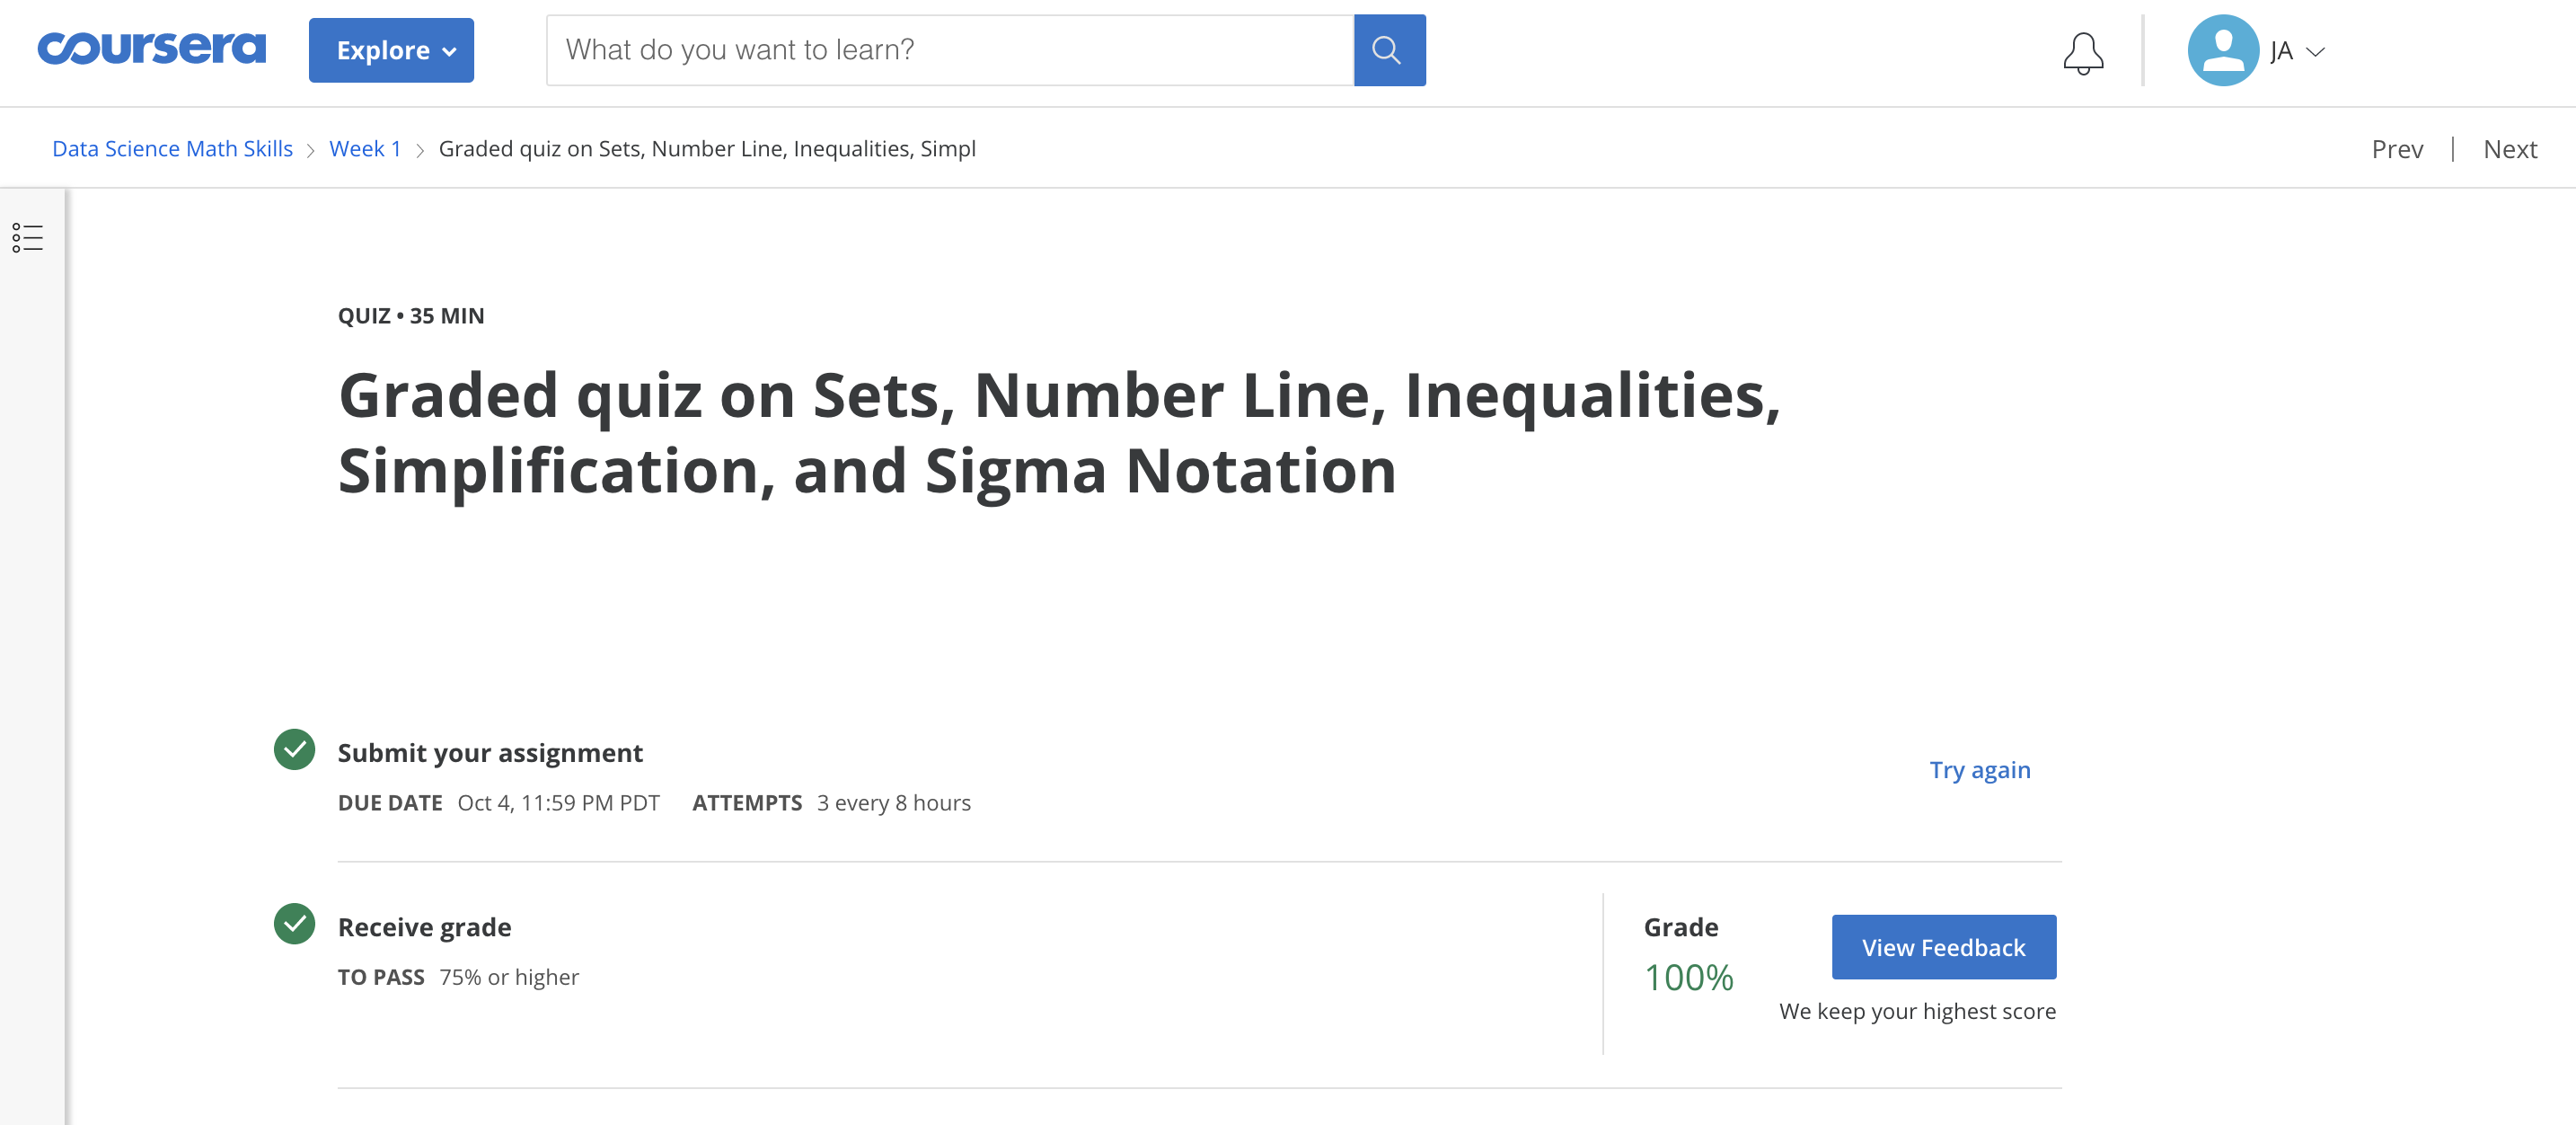 coursera
Explore
What do you want to learn?
JA
Data Science Math Skills > Week 1 > Graded quiz on Sets, Number Line, Inequalities, Simpl
Prev | Next
QUIZ • 35 MIN
Graded quiz on Sets, Number Line, Inequalities,
Simplification, and Sigma Notation
Submit your assignment
DUE DATE Oct 4, 11:59 PM PDT ATTEMPTS 3 every 8 hours
Try again
Receive grade
TO PASS 75% or higher
Grade
100%
View Feedback
We keep your highest score